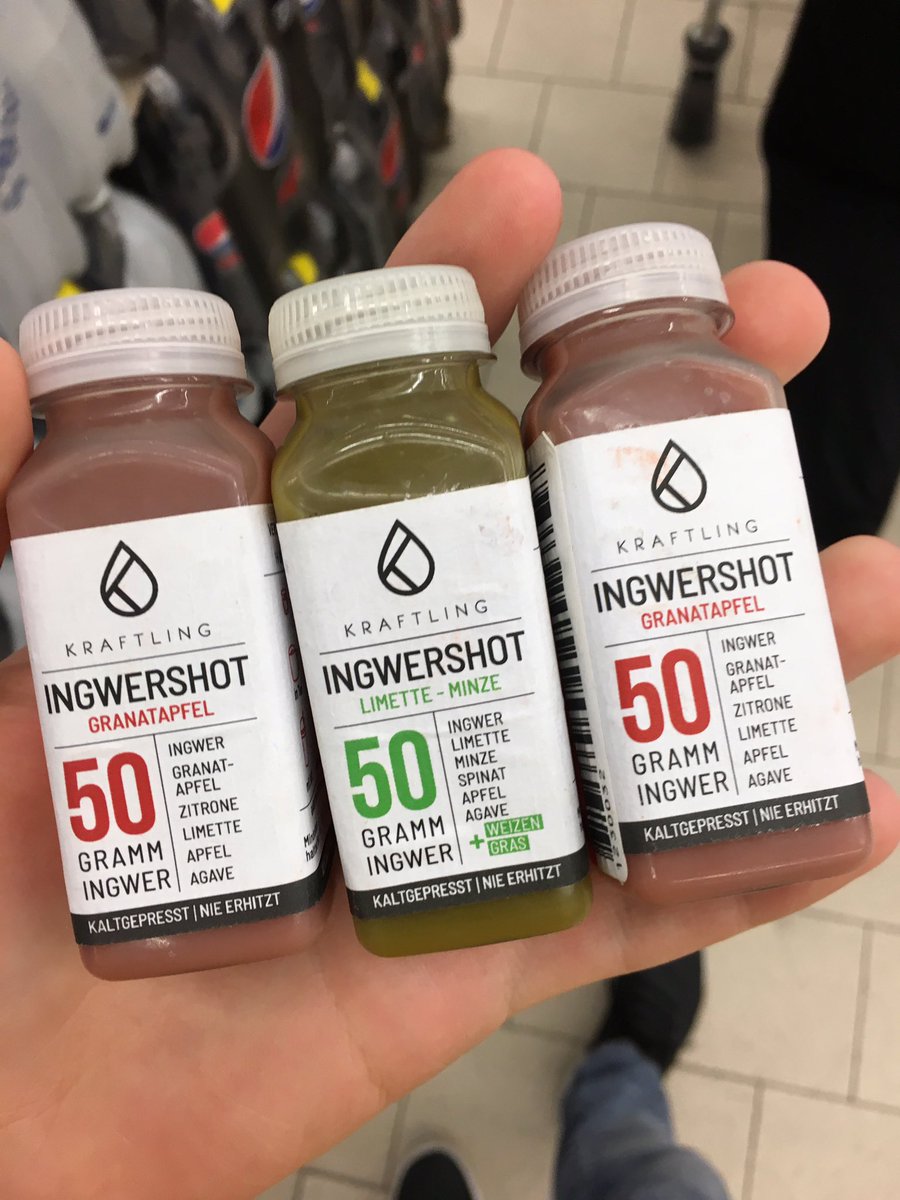 KRAFTLING
INGWERSHOT
GRANATAPFEL
50
GRAMM
INGWER
INGWER
GRANAT-
APFEL
ZITRONE
LIMETTE
APFEL
AGAVE
KALTGEPRESST | NIE ERHITZT
KRAFTLING
INGWERSHOT
LIMETTE - MINZE
50
GRAMM
INGWER
INGWER
LIMETTE
MINZE
SPINAT
APFEL
AGAVE
+ WEIZEN
GRAS
KALTGEPRESST | NIE ERHITZT
KRAFTLING
INGWERSHOT
GRANATAPFEL
50
GRAMM
INGWER
INGWER
GRANAT-
APFEL
ZITRONE
LIMETTE
APFEL
AGAVE
KALTGEPRESST | NIE ERHITZT